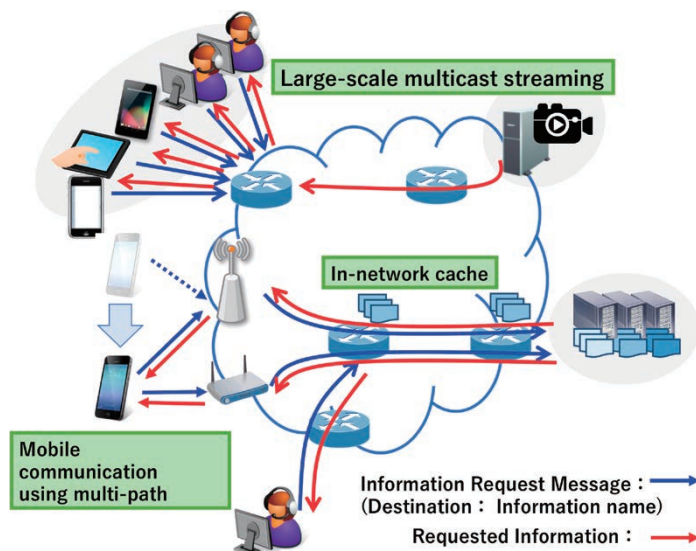 Large-scale multicast streaming
In-network cache
Mobile
communication
using multi-path
Information Request Message：
(Destination： Information name)
Requested Information：